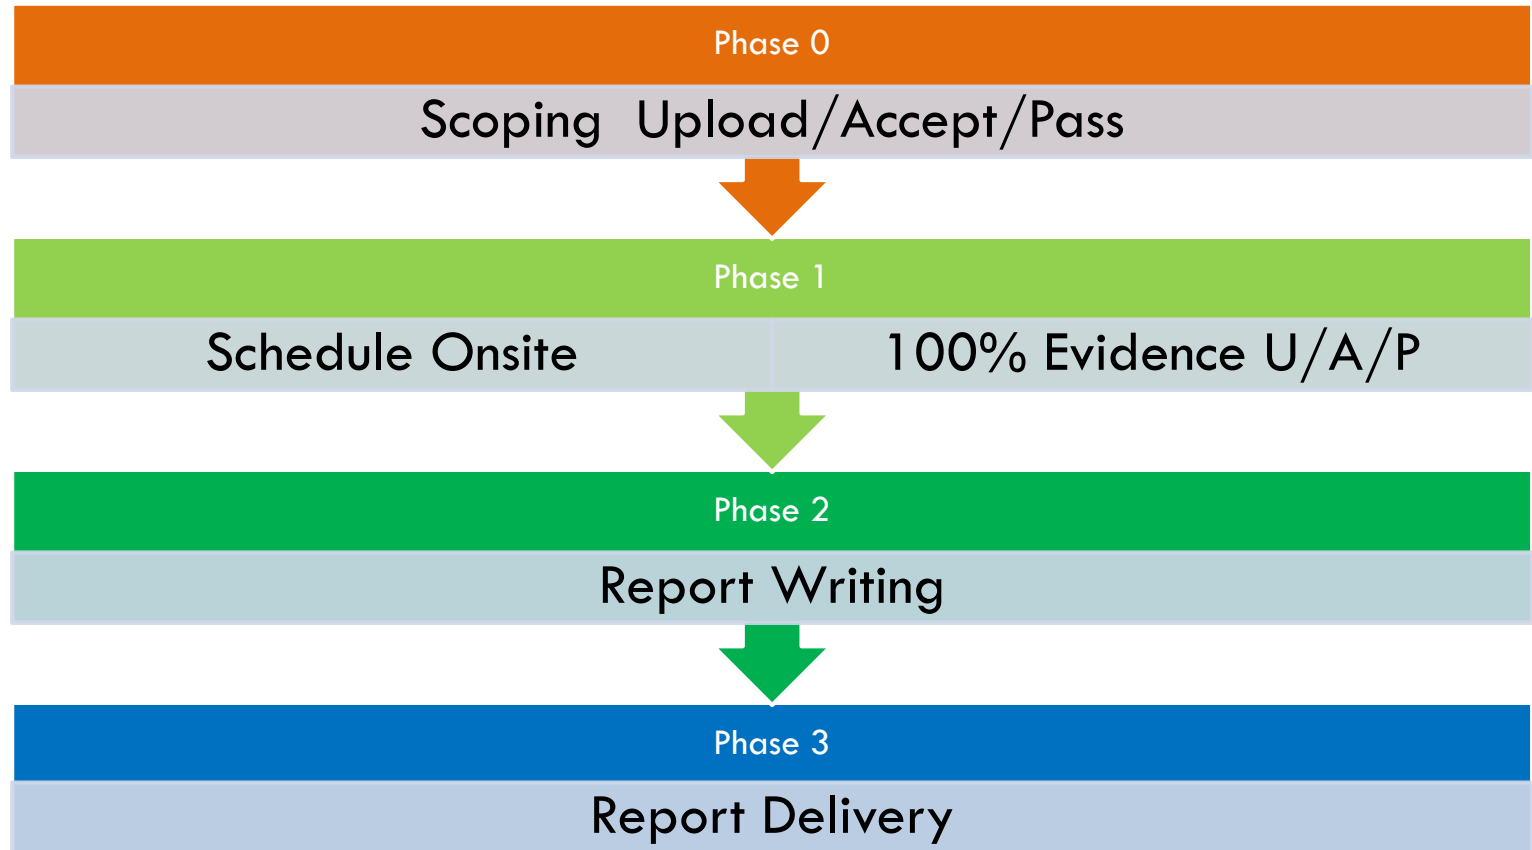 Phase 0
Scoping  Upload/Accept/Pass
Phase 1
Schedule Onsite
100% Evidence U/A/P
Phase 2
Report Writing
Phase 3
Report Delivery